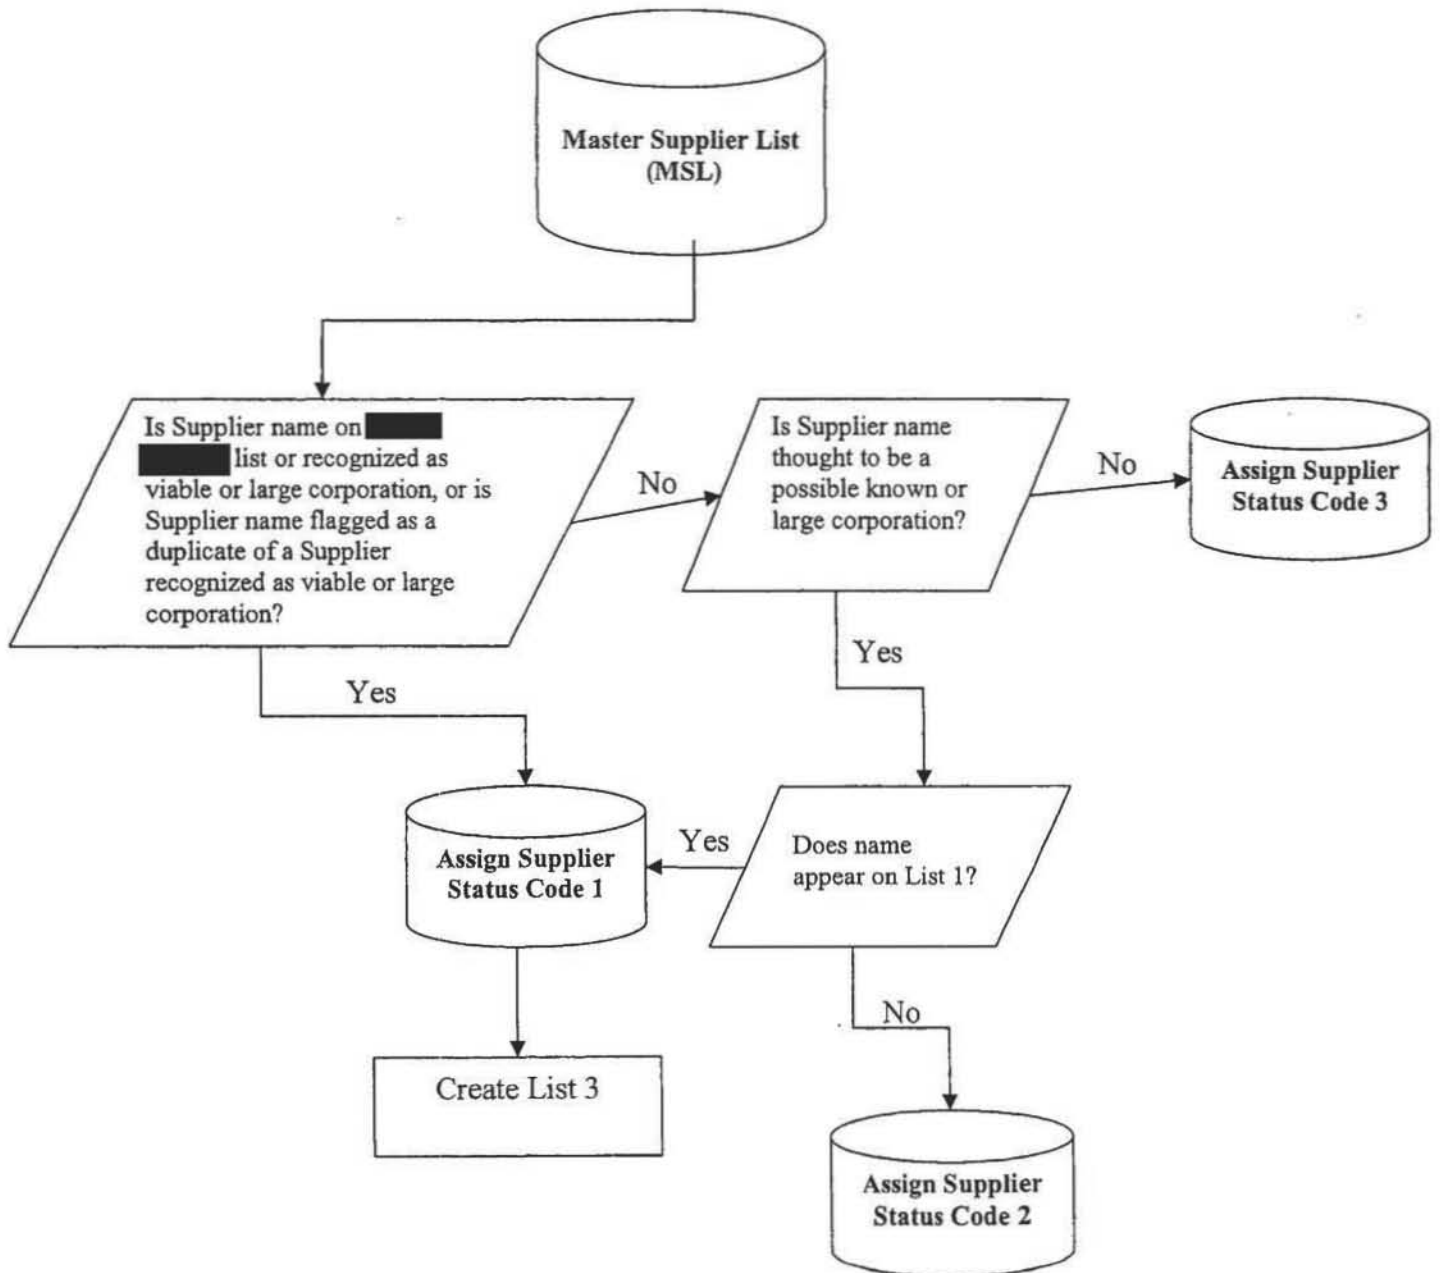 Master Supplier List
(MSL)
Is Supplier name on
list or recognized as
viable or large corporation, or is
Supplier name flagged as a
duplicate of a Supplier
recognized as viable or large
corporation?
No
Is Supplier name
thought to be a
possible known or
large corporation?
No
Assign Supplier
Status Code 3
Yes
Yes
Assign Supplier
Status Code 1
Yes
Does name
appear on List 1?
Create List 3
No
Assign Supplier
Status Code 2